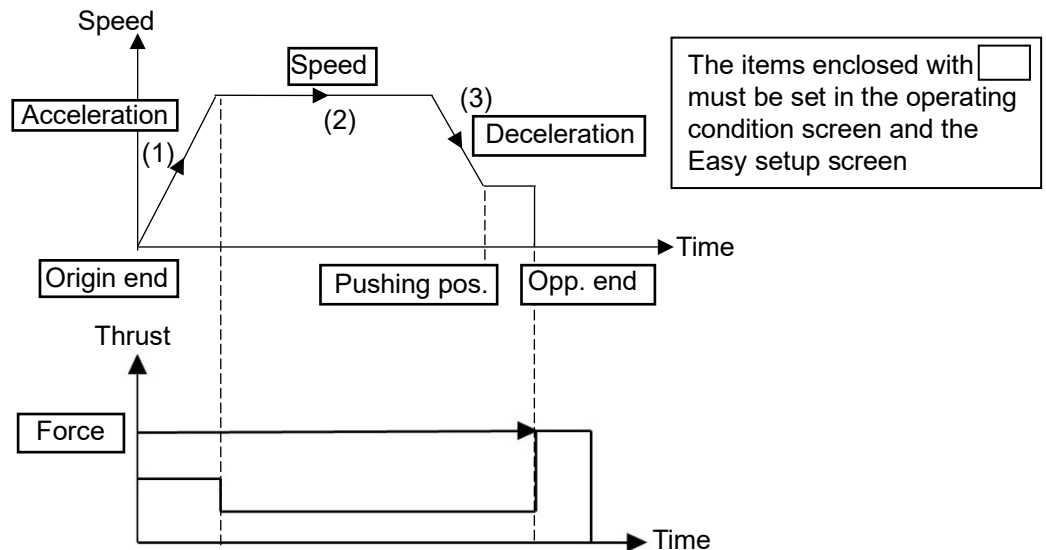 Speed
Speed
Acceleration
(1)
(2)
(3)
Deceleration
The items enclosed with
must be set in the operating
condition screen and the
Easy setup screen
Time
Origin end
Pushing pos.
Opp. end
Thrust
Force
Time